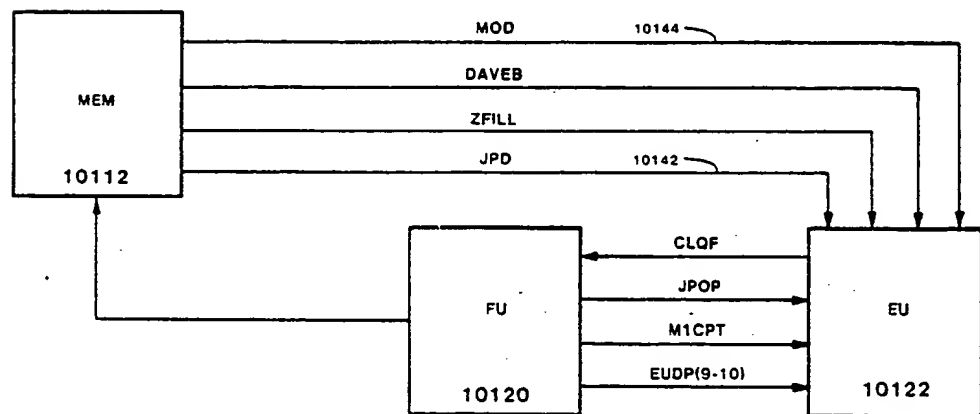 MOD
10144
DAVEB
MEM
ZFILL
JPD
10142
10112
CLQF
JPOP
FU
EU
M1CPT
EUDP(9-10)
10120
10122